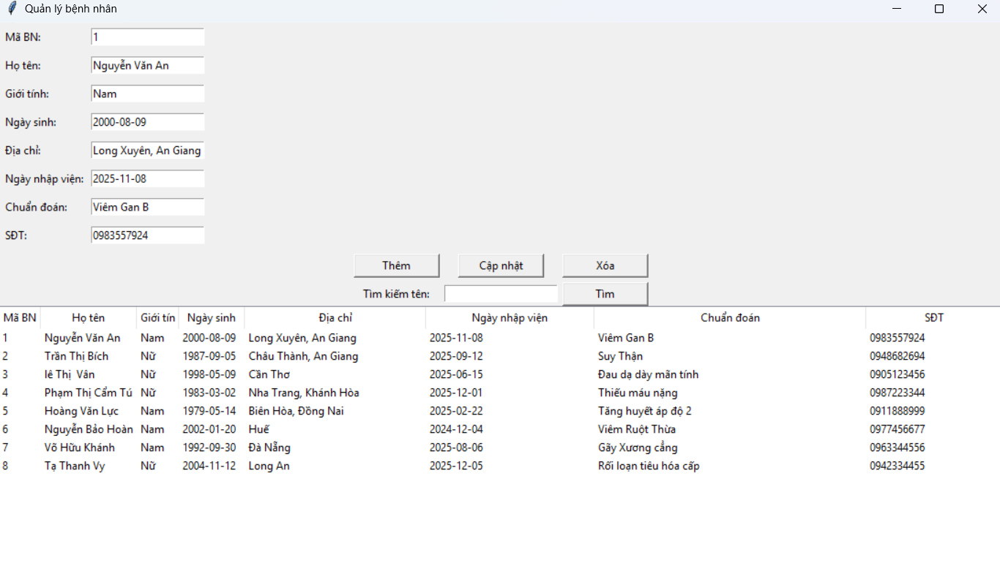 Quản lý bệnh nhân
Mã BN: 1
Họ tên: Nguyễn Văn An
Giới tính: Nam
Ngày sinh: 2000-08-09
Địa chỉ: Long Xuyên, An Giang
Ngày nhập viện: 2025-11-08
Chuẩn đoán: Viêm Gan B
SĐT: 0983557924
Thêm Cập nhật Xóa
Tìm kiếm tên: Tìm
Mã BN Họ tên Giới tín Ngày sinh Địa chỉ Ngày nhập viện Chuẩn đoán SĐT
1 Nguyễn Văn An Nam 2000-08-09 Long Xuyên, An Giang 2025-11-08 Viêm Gan B 0983557924
2 Trần Thị Bích Nữ 1987-09-05 Châu Thành, An Giang 2025-09-12 Suy Thận 0948682694
3 lê Thị  Vân Nữ 1998-05-09 Cần Thơ 2025-06-15 Đau dạ dày mãn tính 0905123456
4 Phạm Thị Cẩm Tú Nữ 1983-03-02 Nha Trang, Khánh Hòa 2025-12-01 Thiếu máu nặng 0987223344
5 Hoàng Văn Lực Nam 1979-05-14 Biên Hòa, Đồng Nai 2025-02-22 Tăng huyết áp độ 2 0911888999
6 Nguyễn Bảo Hoàn Nam 2002-01-20 Huế 2024-12-04 Viêm Ruột Thừa 0977456677
7 Võ Hữu Khánh Nam 1992-09-30 Đà Nẵng 2025-08-06 Gãy Xương cẳng 0963344556
8 Tạ Thanh Vy Nữ 2004-11-12 Long An 2025-12-05 Rối loạn tiêu hóa cấp 0942334455